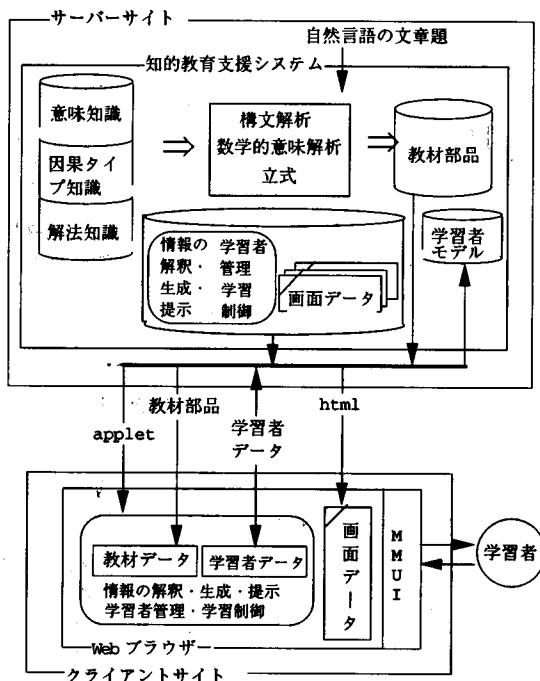 サーバーサイト
自然言語の文章題
知的教育支援システム
意味知識
因果タイ
プ知識
解法知識
構文解析
数学的意味解析
立式
教材部品
学習者
モデル
情報の 学習者
解釈・ 管理
生成・ 学習
提示 制御
画面データ
教材部品
html
applet
学習者
データ
教材データ
学習者データ
情報の解釈・生成・提示
学習者管理・学習制御
画面データ
MMUI
学習者
Webブラウザー
クライアントサイト